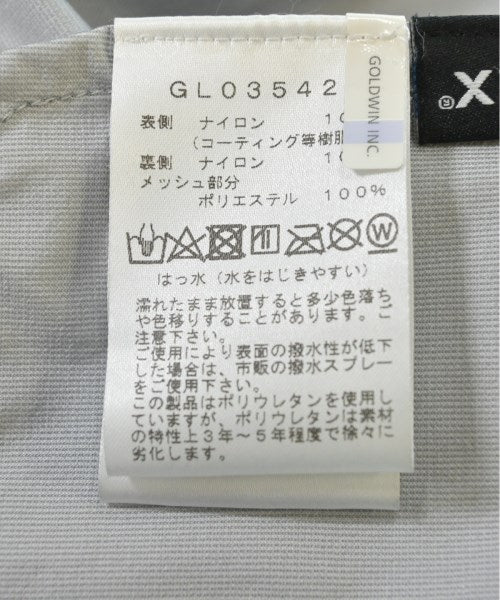 GL03542
GOLDWIN INC.
X®
表側 ナイロン
(コーティング等樹脂
裏側 ナイロン
メッシュ部分
ポリエステル 100%
W
はっ水 (水をはじきやすい)
濡れたまま放置すると多少色落ち
や色移りすることがあります。ご
注意下さい。
ご使用により表面の撥水性が低下
した場合は、市販の撥水スプレー
をご使用下さい。
この製品はポリウレタンを使用し
ていますが、ポリウレタンは素材
の特性上3年~5年程度で徐々に
劣化します。